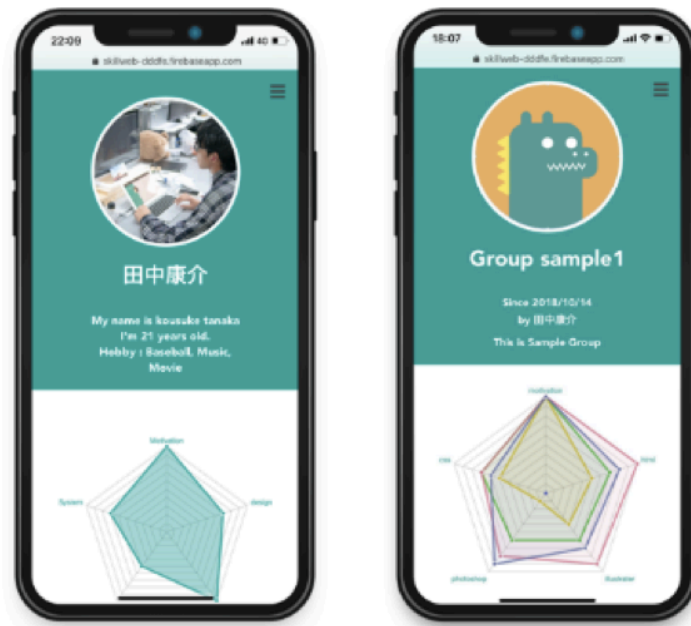 22:09
4G
skillweb-dddfe.firebaseapp.com
田中康介
My name is kousuke tanaka
I'm 21 years old.
Hobby : Baseball, Music,
Movie
Motivation
System
design
18:07
skillweb-dddfe.firebaseapp.com
Group sample1
Since 2018/10/14
by 田中康介
This is Sample Group
motivation
css
html
photoshop
illustrator